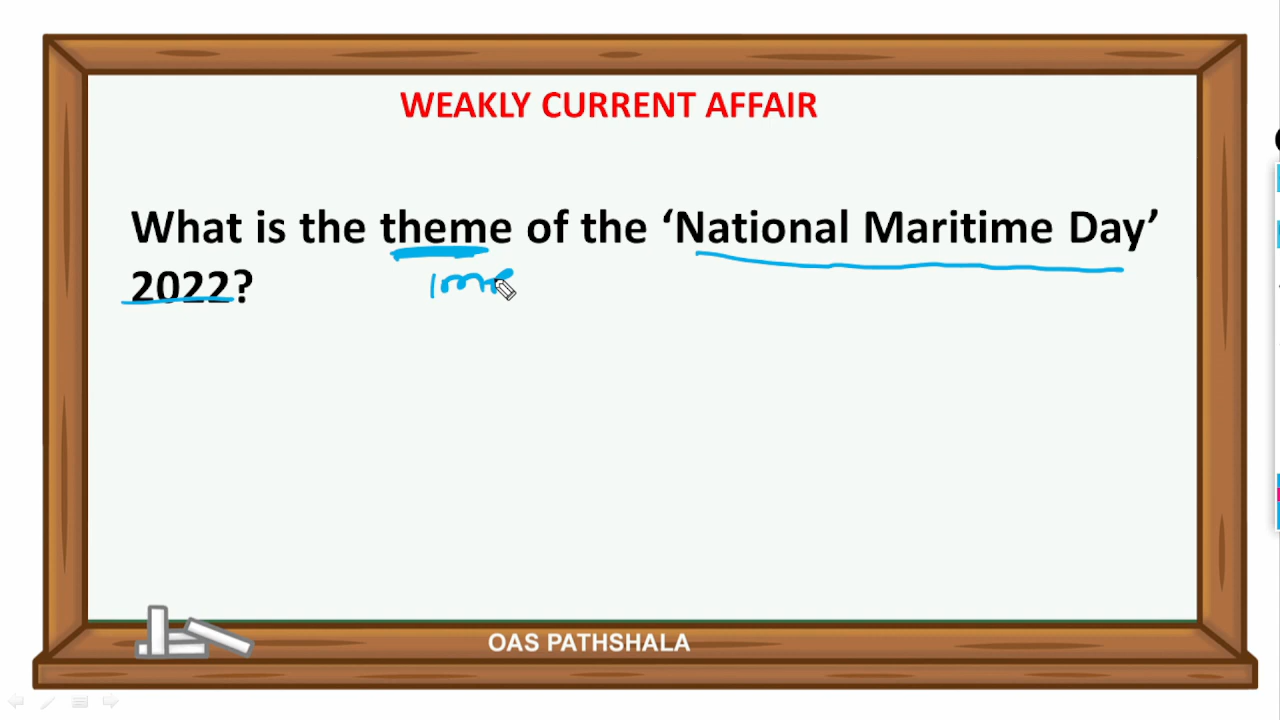 WEAKLY CURRENT AFFAIR
What is the theme of the ‘National Maritime Day’
2022?
OAS PATHSHALA